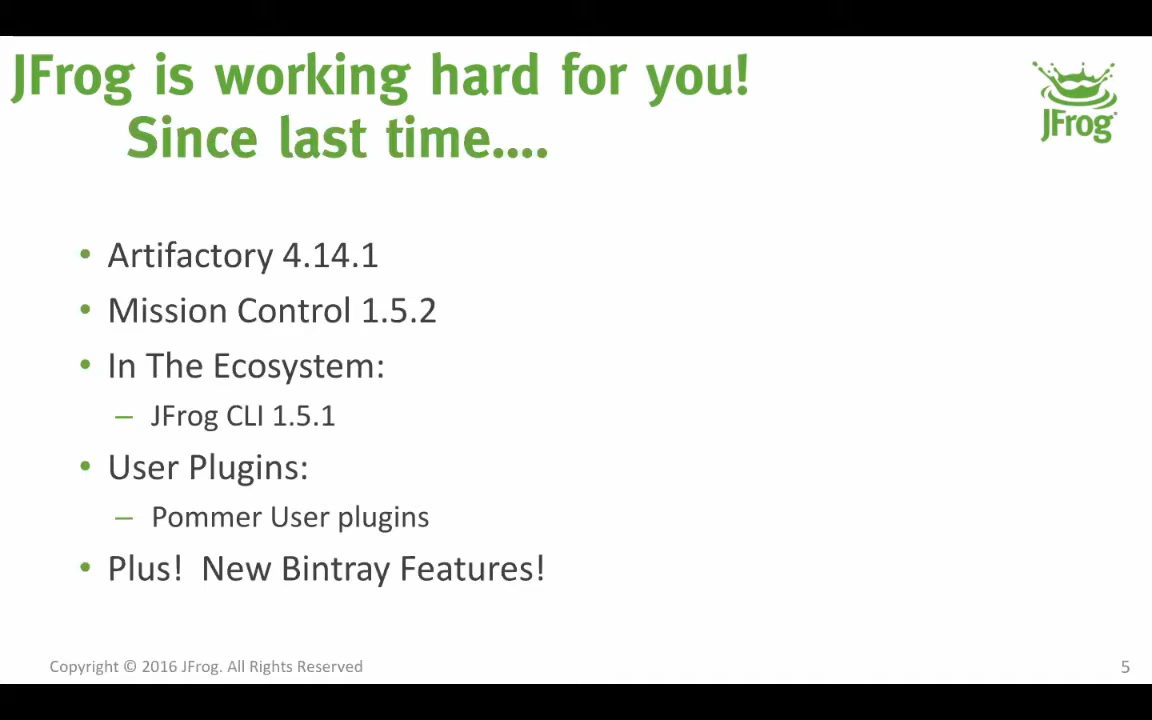 JFrog is working hard for you!
Since last time....
JFrog
• Artifactory 4.14.1
• Mission Control 1.5.2
• In The Ecosystem:
– JFrog CLI 1.5.1
• User Plugins:
– Pommer User plugins
• Plus!  New Bintray Features!
Copyright © 2016 JFrog. All Rights Reserved
5